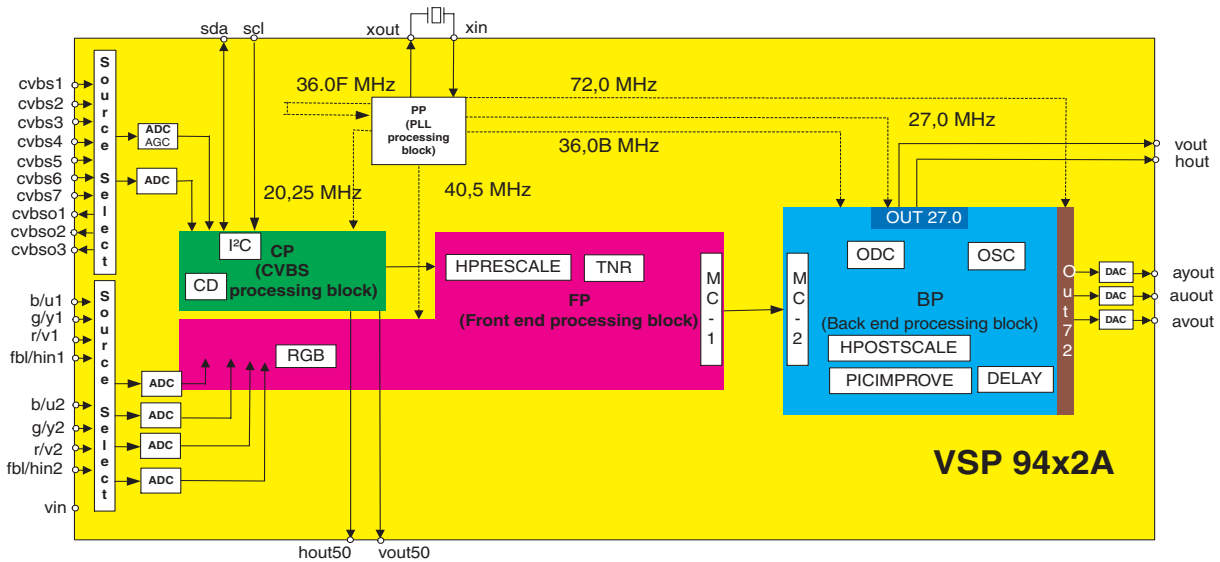 sda
scl
xout
xin
cvbs1
cvbs2
cvbs3
cvbs4
cvbs5
cvbs6
cvbs7
cvbso1
cvbso2
cvbso3
Source Select
ADC
AGC
ADC
36.0F MHz
72,0 MHz
PP
(PLL
processing
block)
27,0 MHz
36,0B MHz
20,25 MHz
40,5 MHz
vout
hout
I²C
CP
(CVBS
processing block)
CD
HPRESCALE
TNR
FP
(Front end processing block)
MC-1
RGB
OUT 27.0
MC-2
ODC
OSC
BP
(Back end processing block)
HPOSTSCALE
PICIMPROVE
DELAY
Out72
DAC
DAC
DAC
ayout
auout
avout
b/u1
g/y1
r/v1
fbl/hin1
b/u2
g/y2
r/v2
fbl/hin2
vin
Source Select
ADC
ADC
ADC
ADC
VSP 94x2A
hout50
vout50